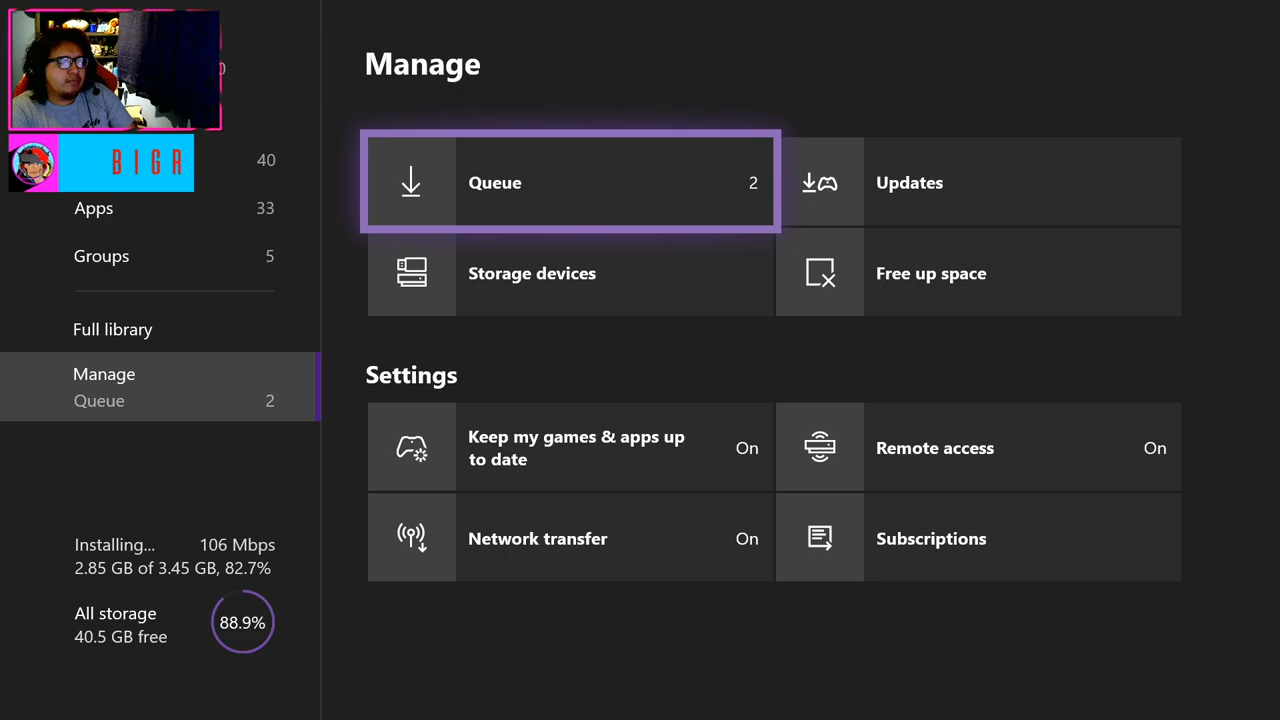 0
B I G R
40
Apps 33
Groups 5
Full library
Manage
Queue 2
Installing... 106 Mbps
2.85 GB of 3.45 GB, 82.7%
All storage
40.5 GB free
88.9%
Manage
Queue 2
Updates
Storage devices
Free up space
Settings
Keep my games & apps up
to date
On
Remote access On
Network transfer On
Subscriptions